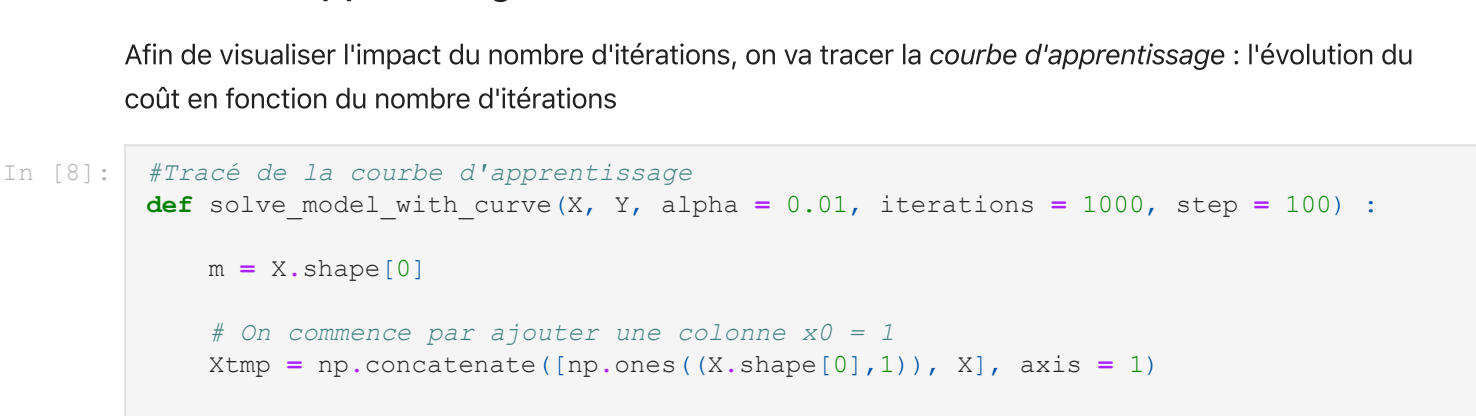 Afin de visualiser l'impact du nombre d'itérations, on va tracer la courbe d'apprentissage : l'évolution du
coût en fonction du nombre d'itérations
In [8]:
#Tracé de la courbe d'apprentissage
def solve_model_with_curve(X, Y, alpha = 0.01, iterations = 1000, step = 100) :
m = X.shape[0]
# On commence par ajouter une colonne x0 = 1
Xtmp = np.concatenate([np.ones((X.shape[0],1)), X], axis = 1)